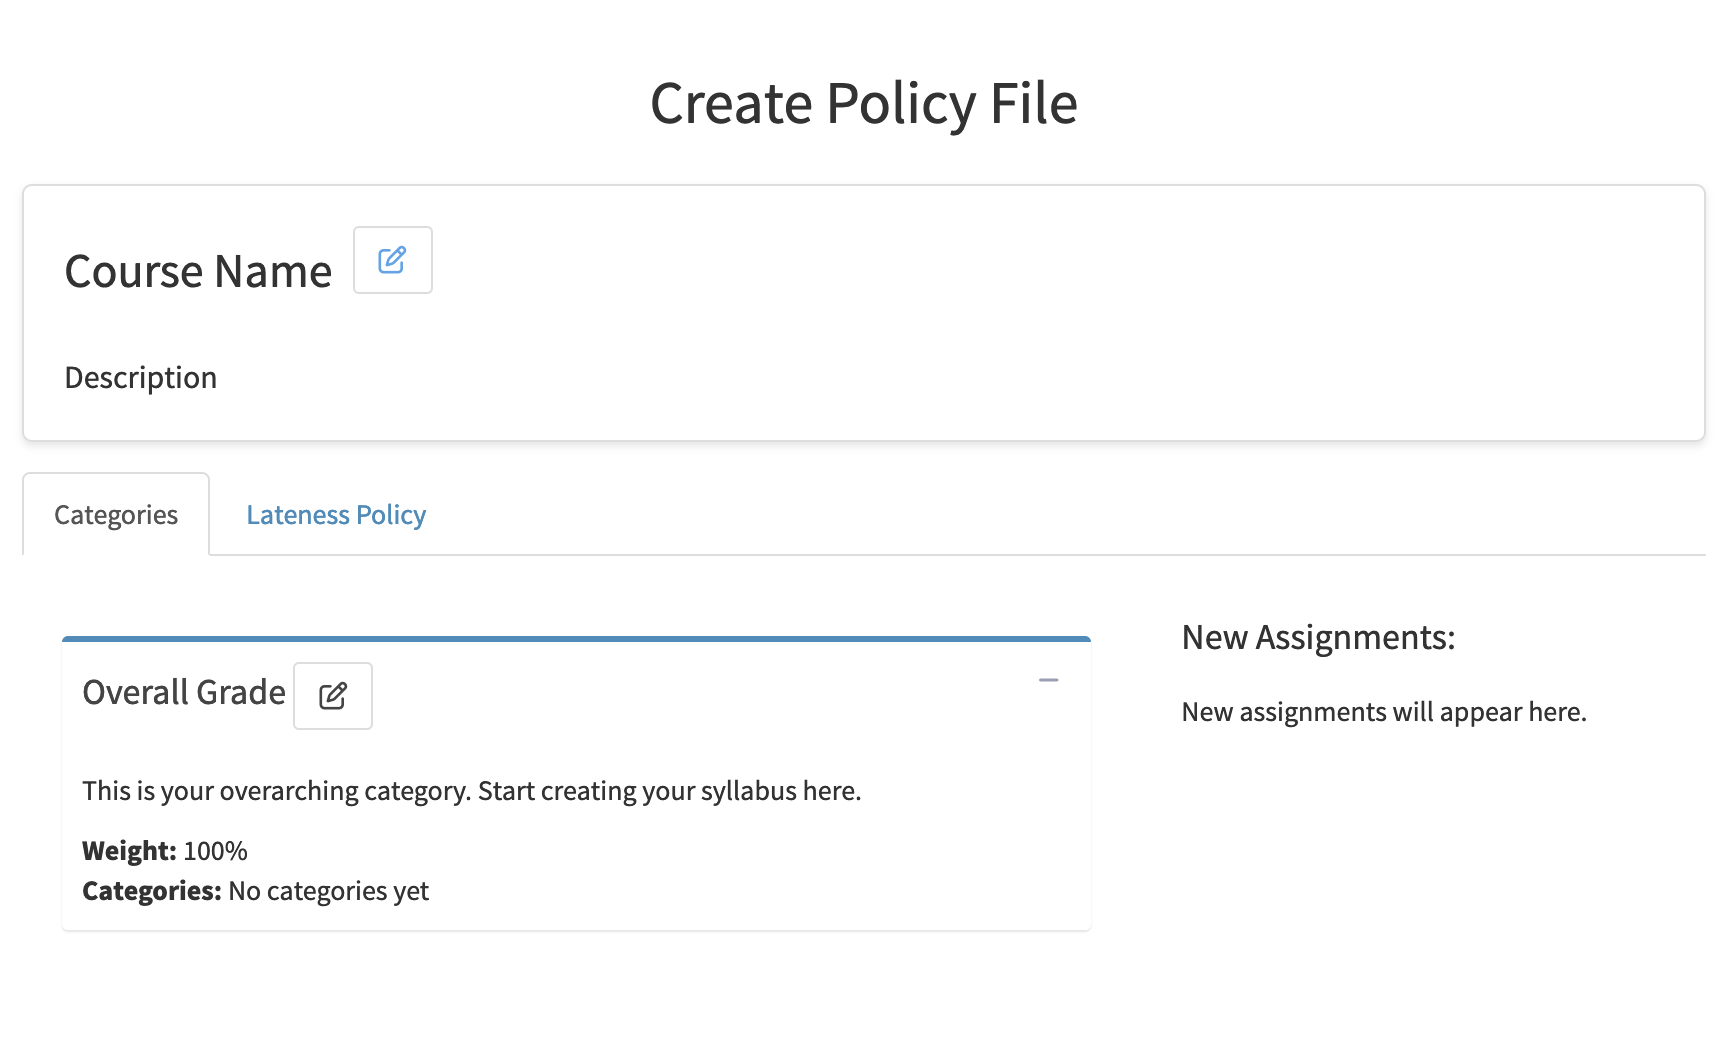 Create Policy File
Course Name
Description
Categories
Lateness Policy
Overall Grade
This is your overarching category. Start creating your syllabus here.
Weight: 100%
Categories: No categories yet
New Assignments:
New assignments will appear here.